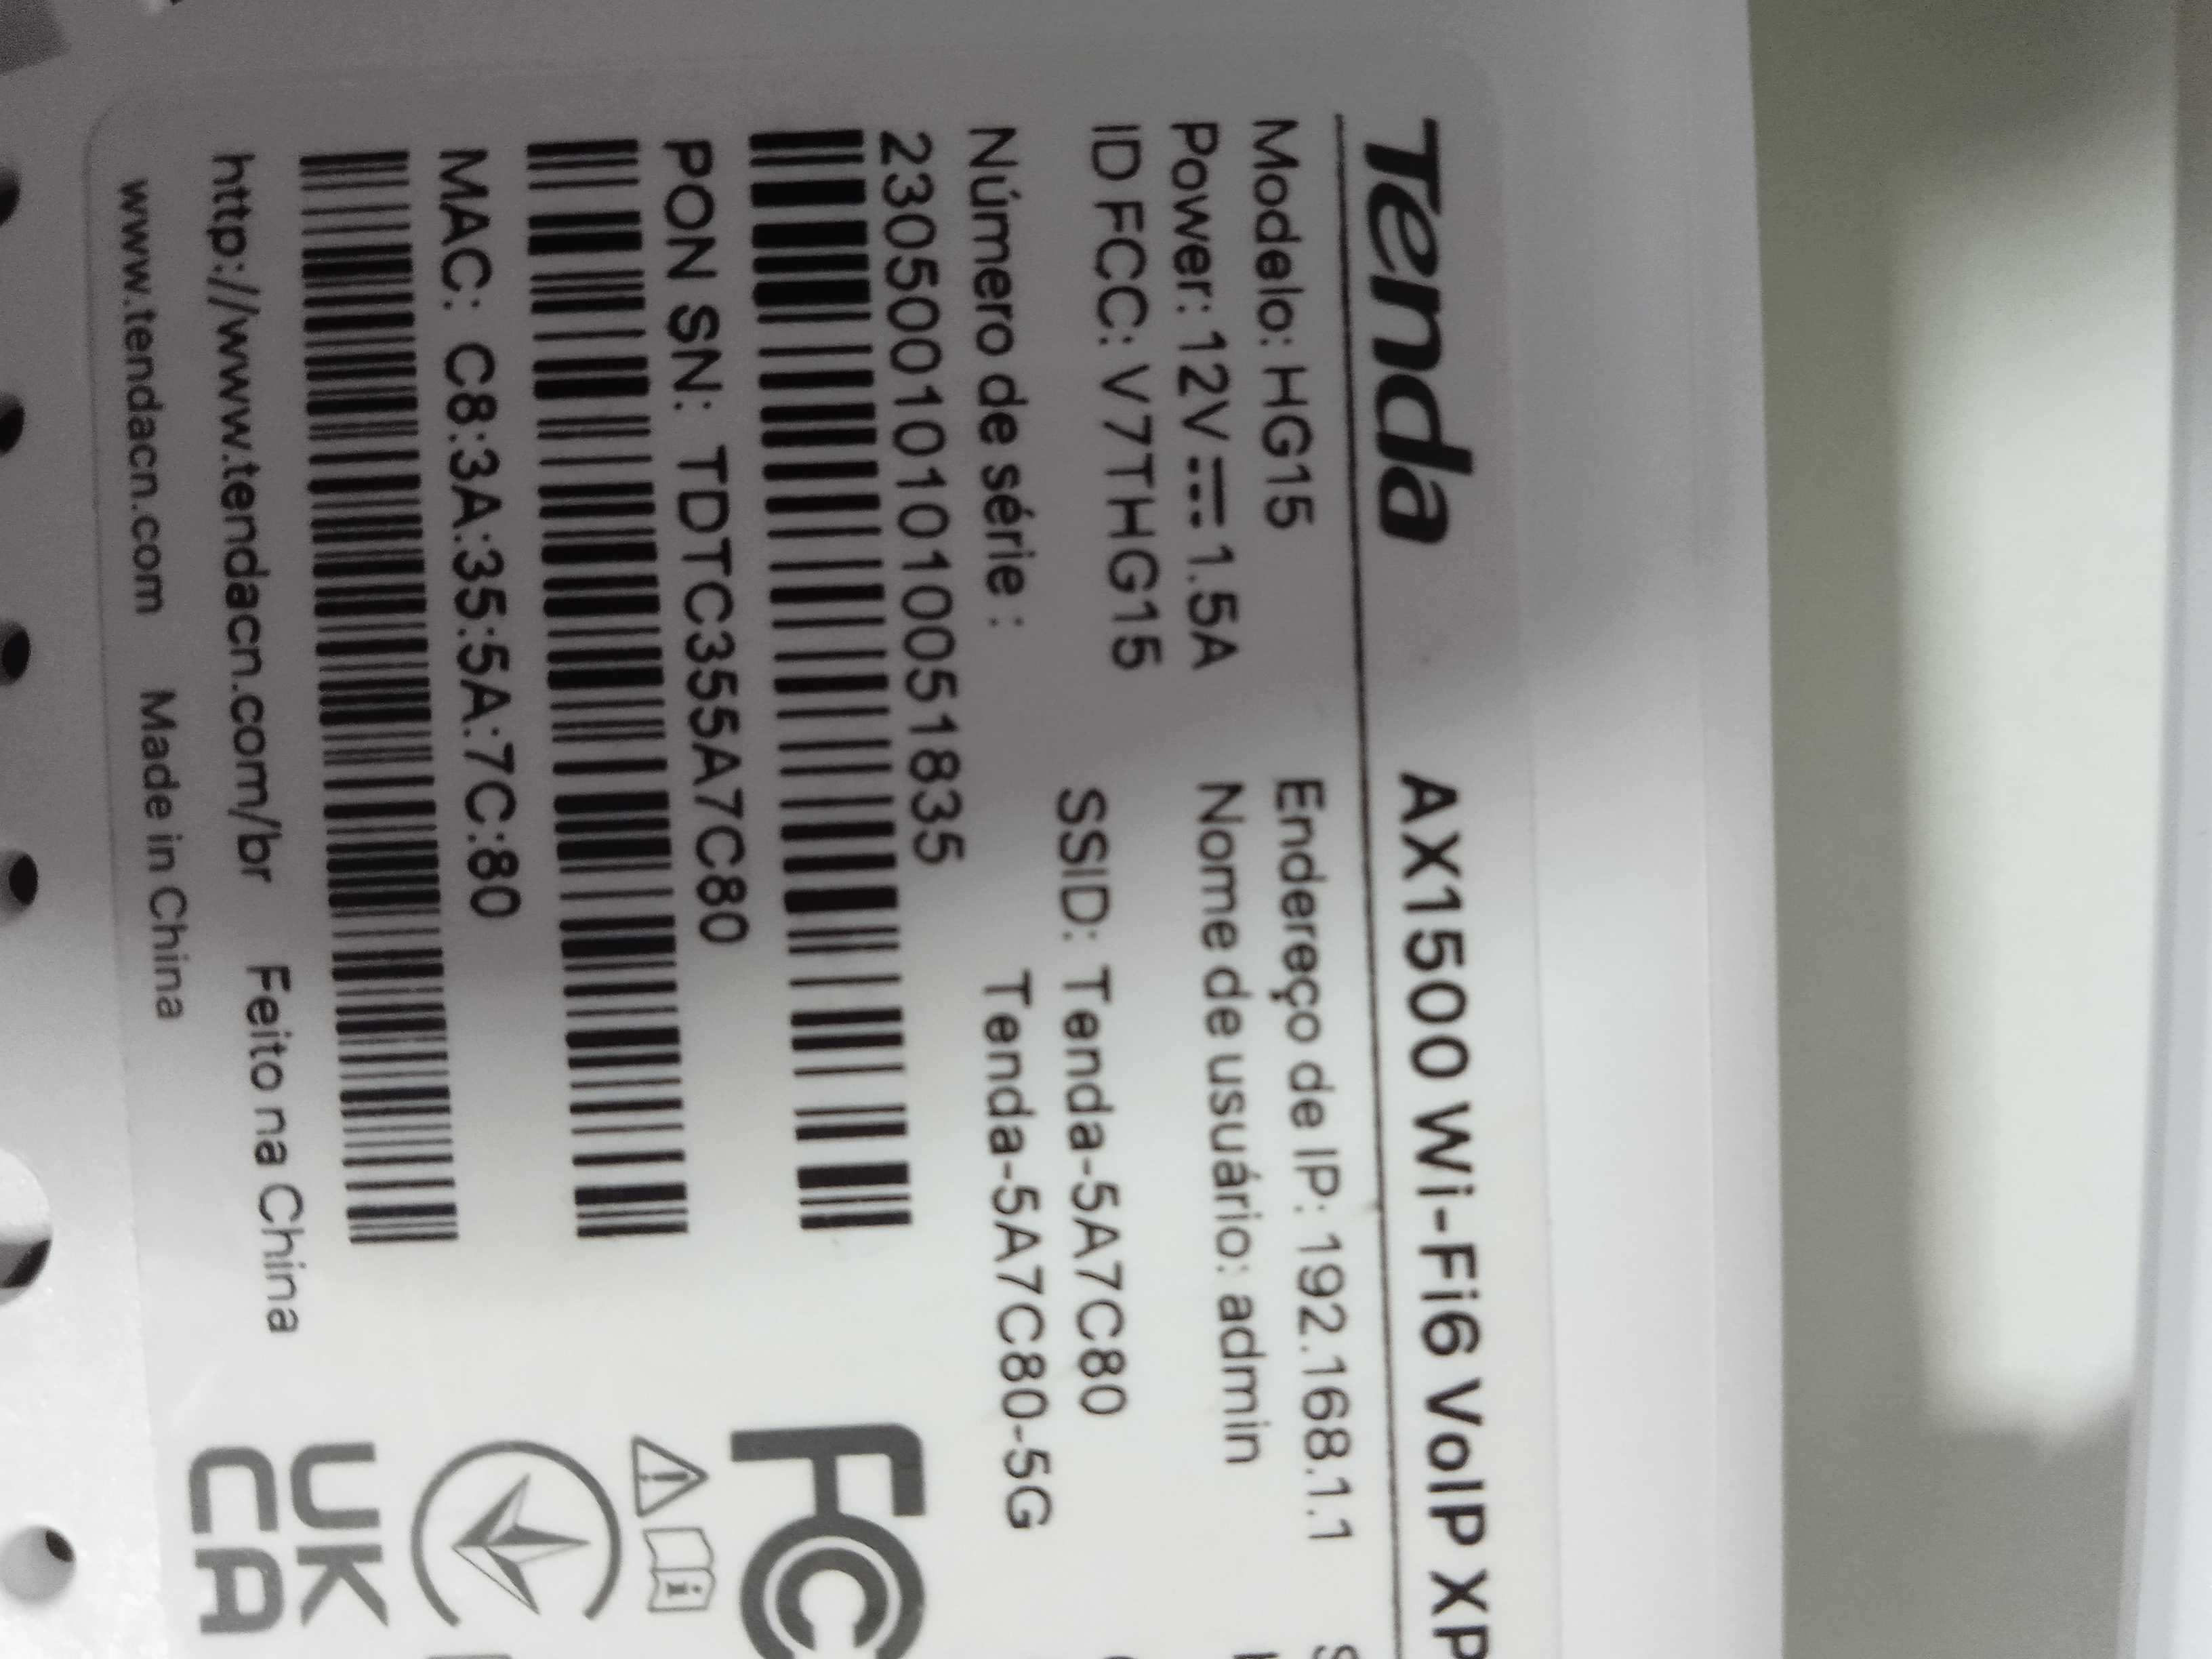 Tenda AX1500 Wi-Fi6 VoIP XP
Modelo: HG15
Power: 12V⎓1.5A
ID FCC: V7THG15
Endereço de IP: 192.168.1.1
Nome de usuário: admin
SSID: Tenda-5A7C80
Tenda-5A7C80-5G
Número de série :
23050010101005 1835
PON SN: TDTC355A7C80
MAC: C8:3A:35:5A:7C:80
http://www.tendacn.com/br Feito na China
www.tendacn.com Made in China
FC
UK
CA